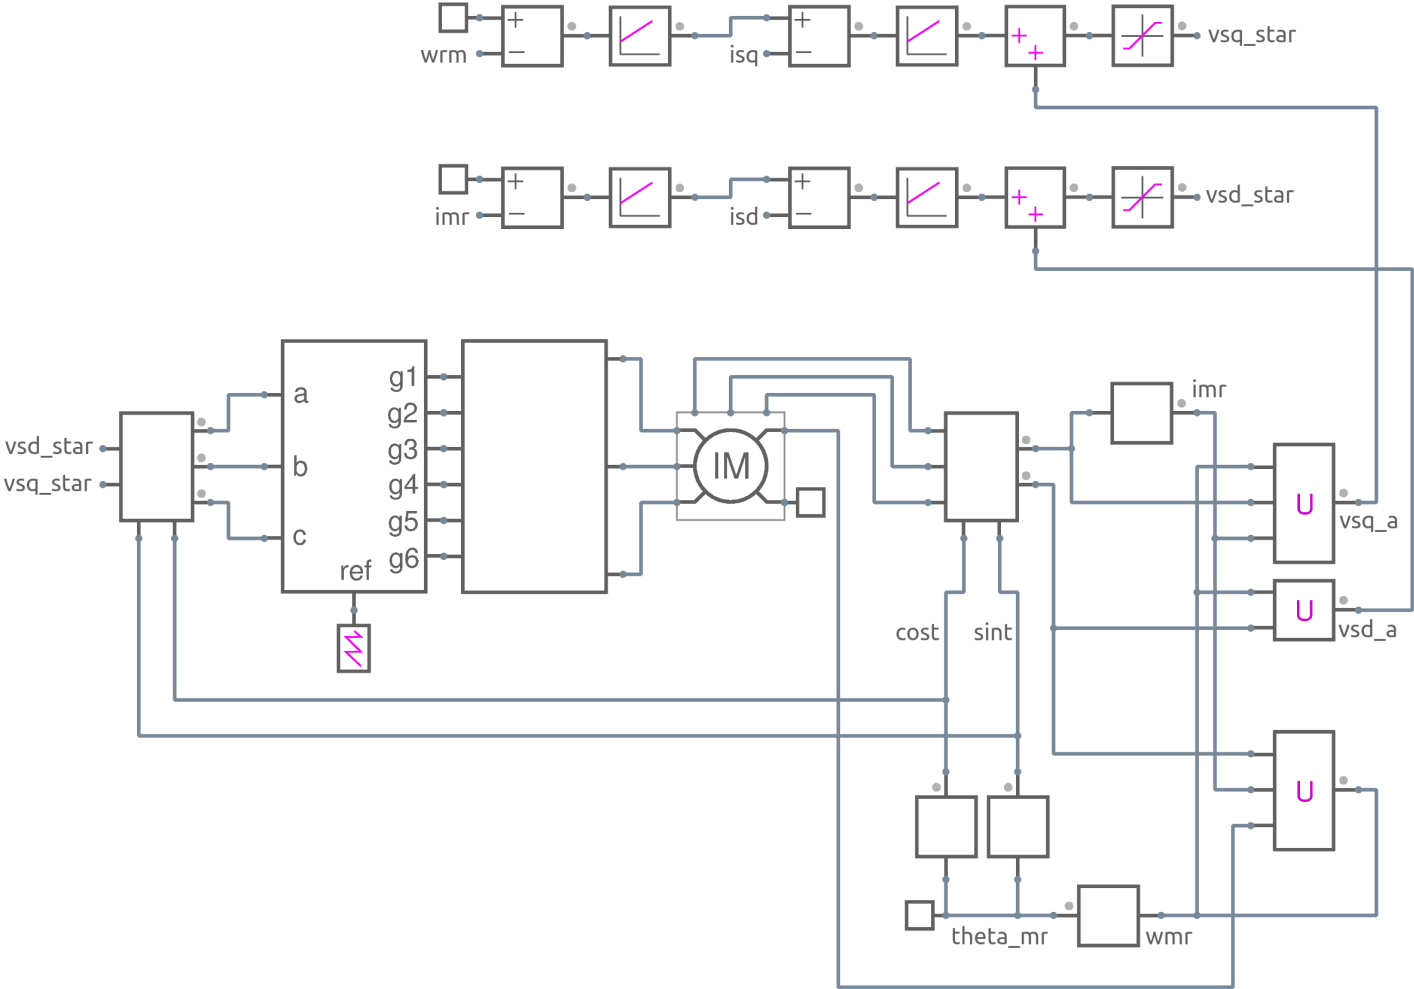 wrm
isq
vsq_star
imr
isd
vsd_star
imr
a
g1
g2
vsd_star
g3
b
IM
vsq_star
g4
U
vsq_a
g5
c
g6
ref
U
vsd_a
cost
sint
U
theta_mr
wmr